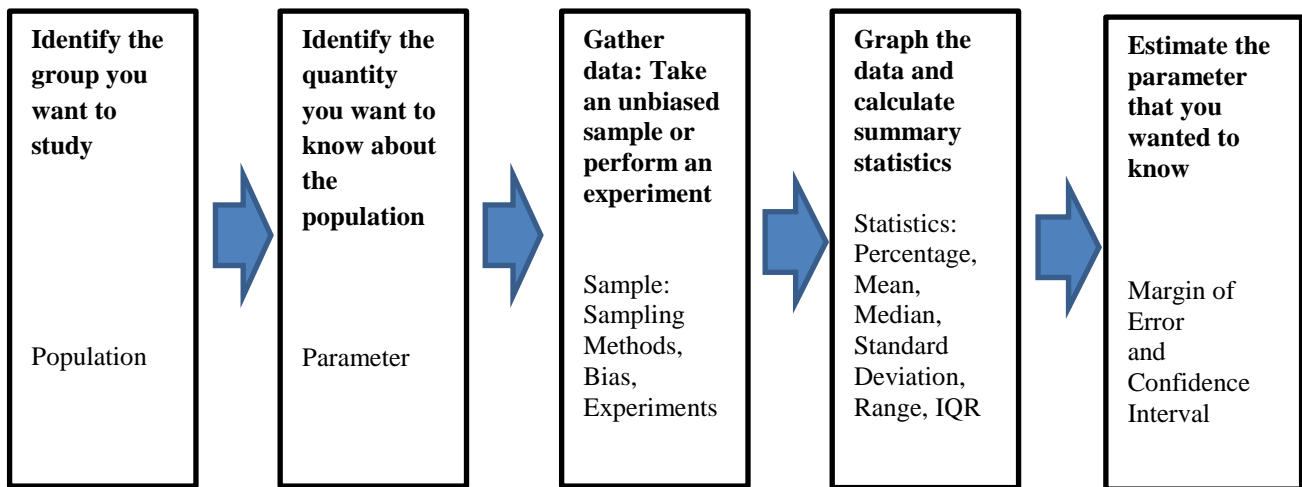 Identify the
group you
want to
study
Population
Identify the
quantity
you want to
know about
the
population
Parameter
Gather
data: Take
an unbiased
sample or
perform an
experiment
Sample:
Sampling
Methods,
Bias,
Experiments
Graph the
data and
calculate
summary
statistics
Statistics:
Percentage,
Mean,
Median,
Standard
Deviation,
Range, IQR
Estimate the
parameter
that you
wanted to
know
Margin of
Error
and
Confidence
Interval